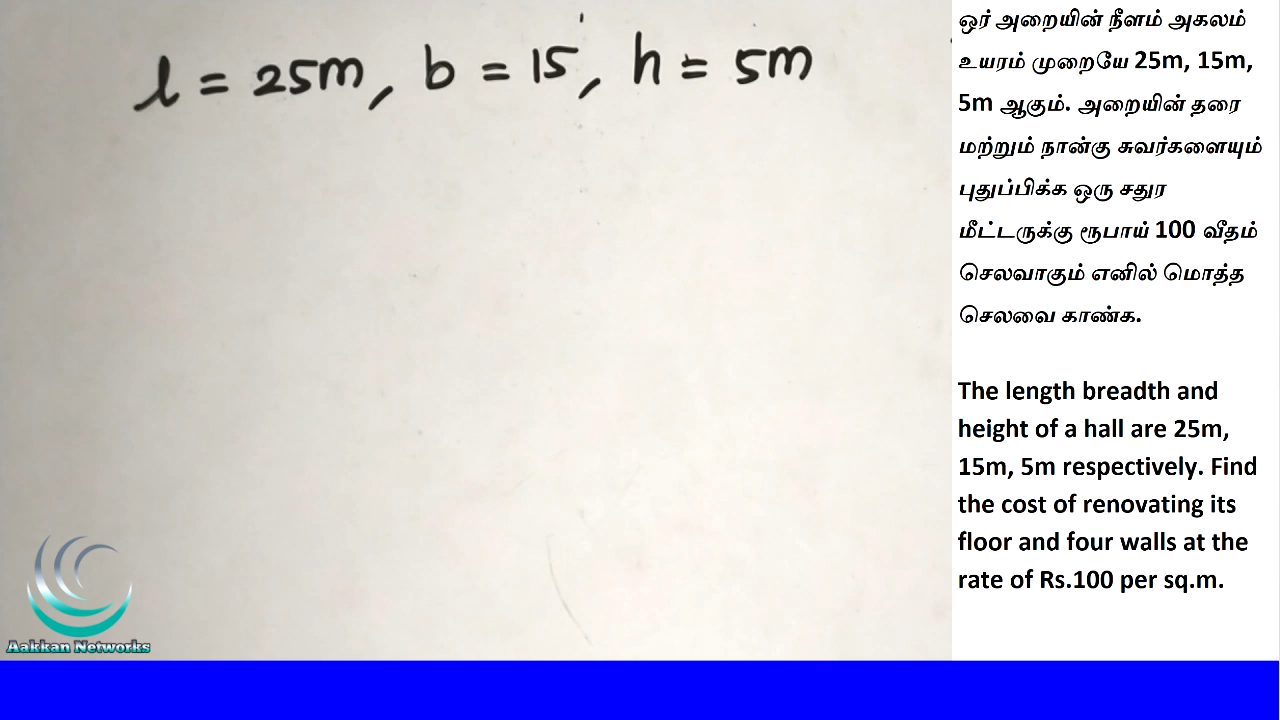 l = 25m, b = 15, h = 5m
ஒர் அறையின் நீளம் அகலம்
உயரம் முறையே 25m, 15m,
5m ஆகும். அறையின் தரை
மற்றும் நான்கு சுவர்களையும்
புதுப்பிக்க ஒரு சதுர
மீட்டருக்கு ரூபாய் 100 வீதம்
செலவாகும் எனில் மொத்த
செலவை காண்க.
The length breadth and
height of a hall are 25m,
15m, 5m respectively. Find
the cost of renovating its
floor and four walls at the
rate of Rs.100 per sq.m.
Aakkan Networks